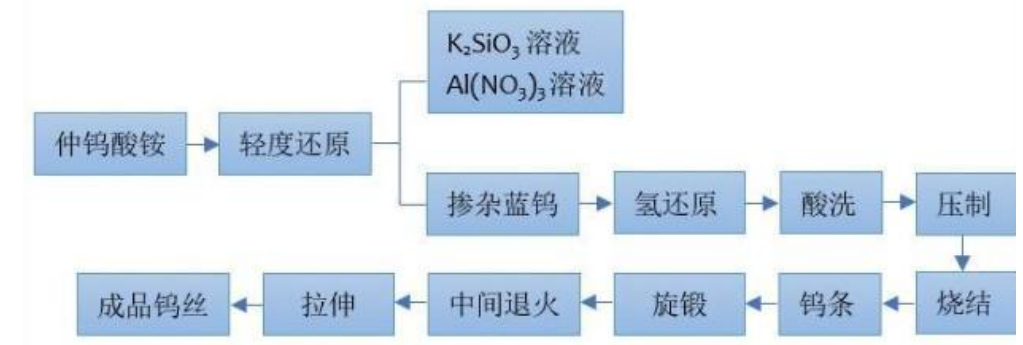 K₂SiO₃ 溶液
Al(NO₃)₃溶液
仲钨酸铵
轻度还原
掺杂蓝钨
氢还原
酸洗
压制
成品钨丝
拉伸
中间退火
旋锻
钨条
烧结